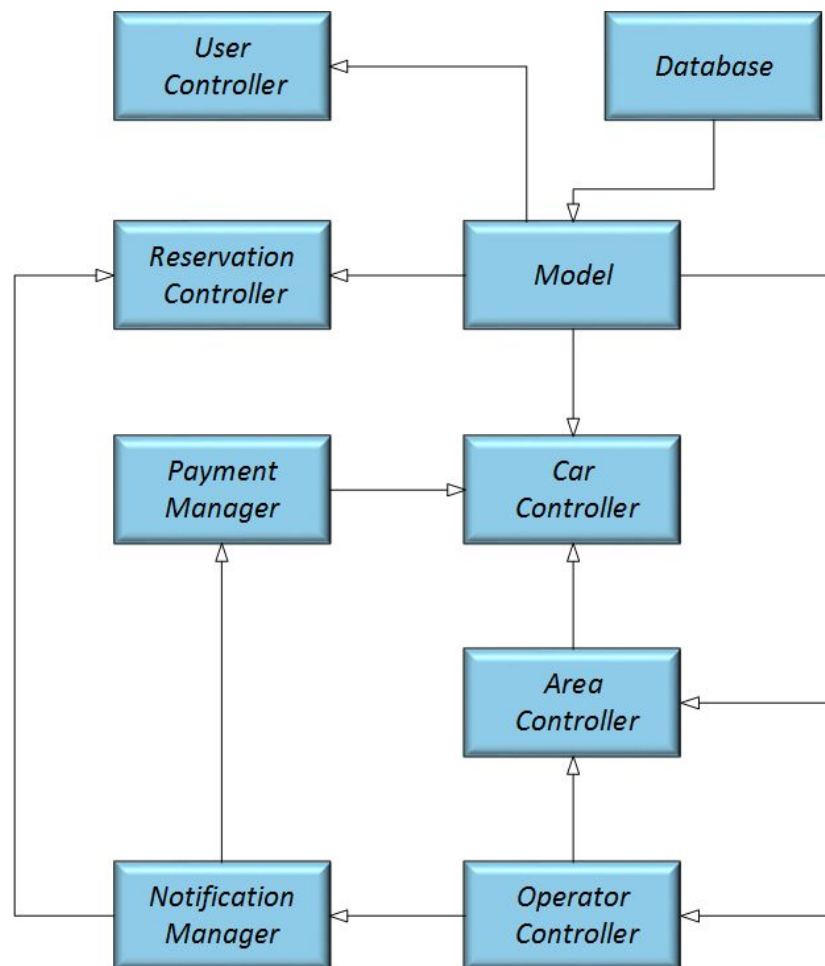 User
Controller
Database
Reservation
Controller
Model
Payment
Manager
Car
Controller
Area
Controller
Notification
Manager
Operator
Controller